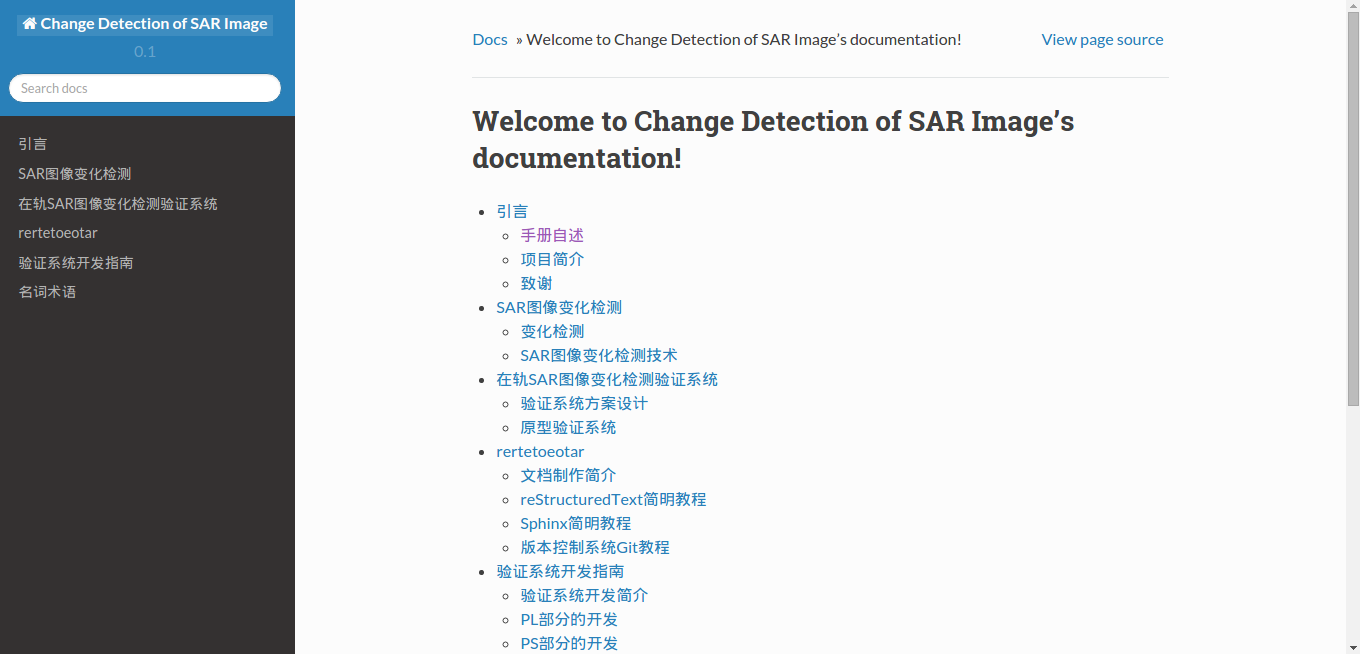 Change Detection of SAR Image
0.1
Search docs
引言
SAR图像变化检测
在轨SAR图像变化检测验证系统
rertetoeotar
验证系统开发指南
名词术语
Docs » Welcome to Change Detection of SAR Image’s documentation! View page source
Welcome to Change Detection of SAR Image’s
documentation!
引言
手册自述
项目简介
致谢
SAR图像变化检测
变化检测
SAR图像变化检测技术
在轨SAR图像变化检测验证系统
验证系统方案设计
原型验证系统
rertetoeotar
文档制作简介
reStructuredText简明教程
Sphinx简明教程
版本控制系统Git教程
验证系统开发指南
验证系统开发简介
PL部分的开发
PS部分的开发